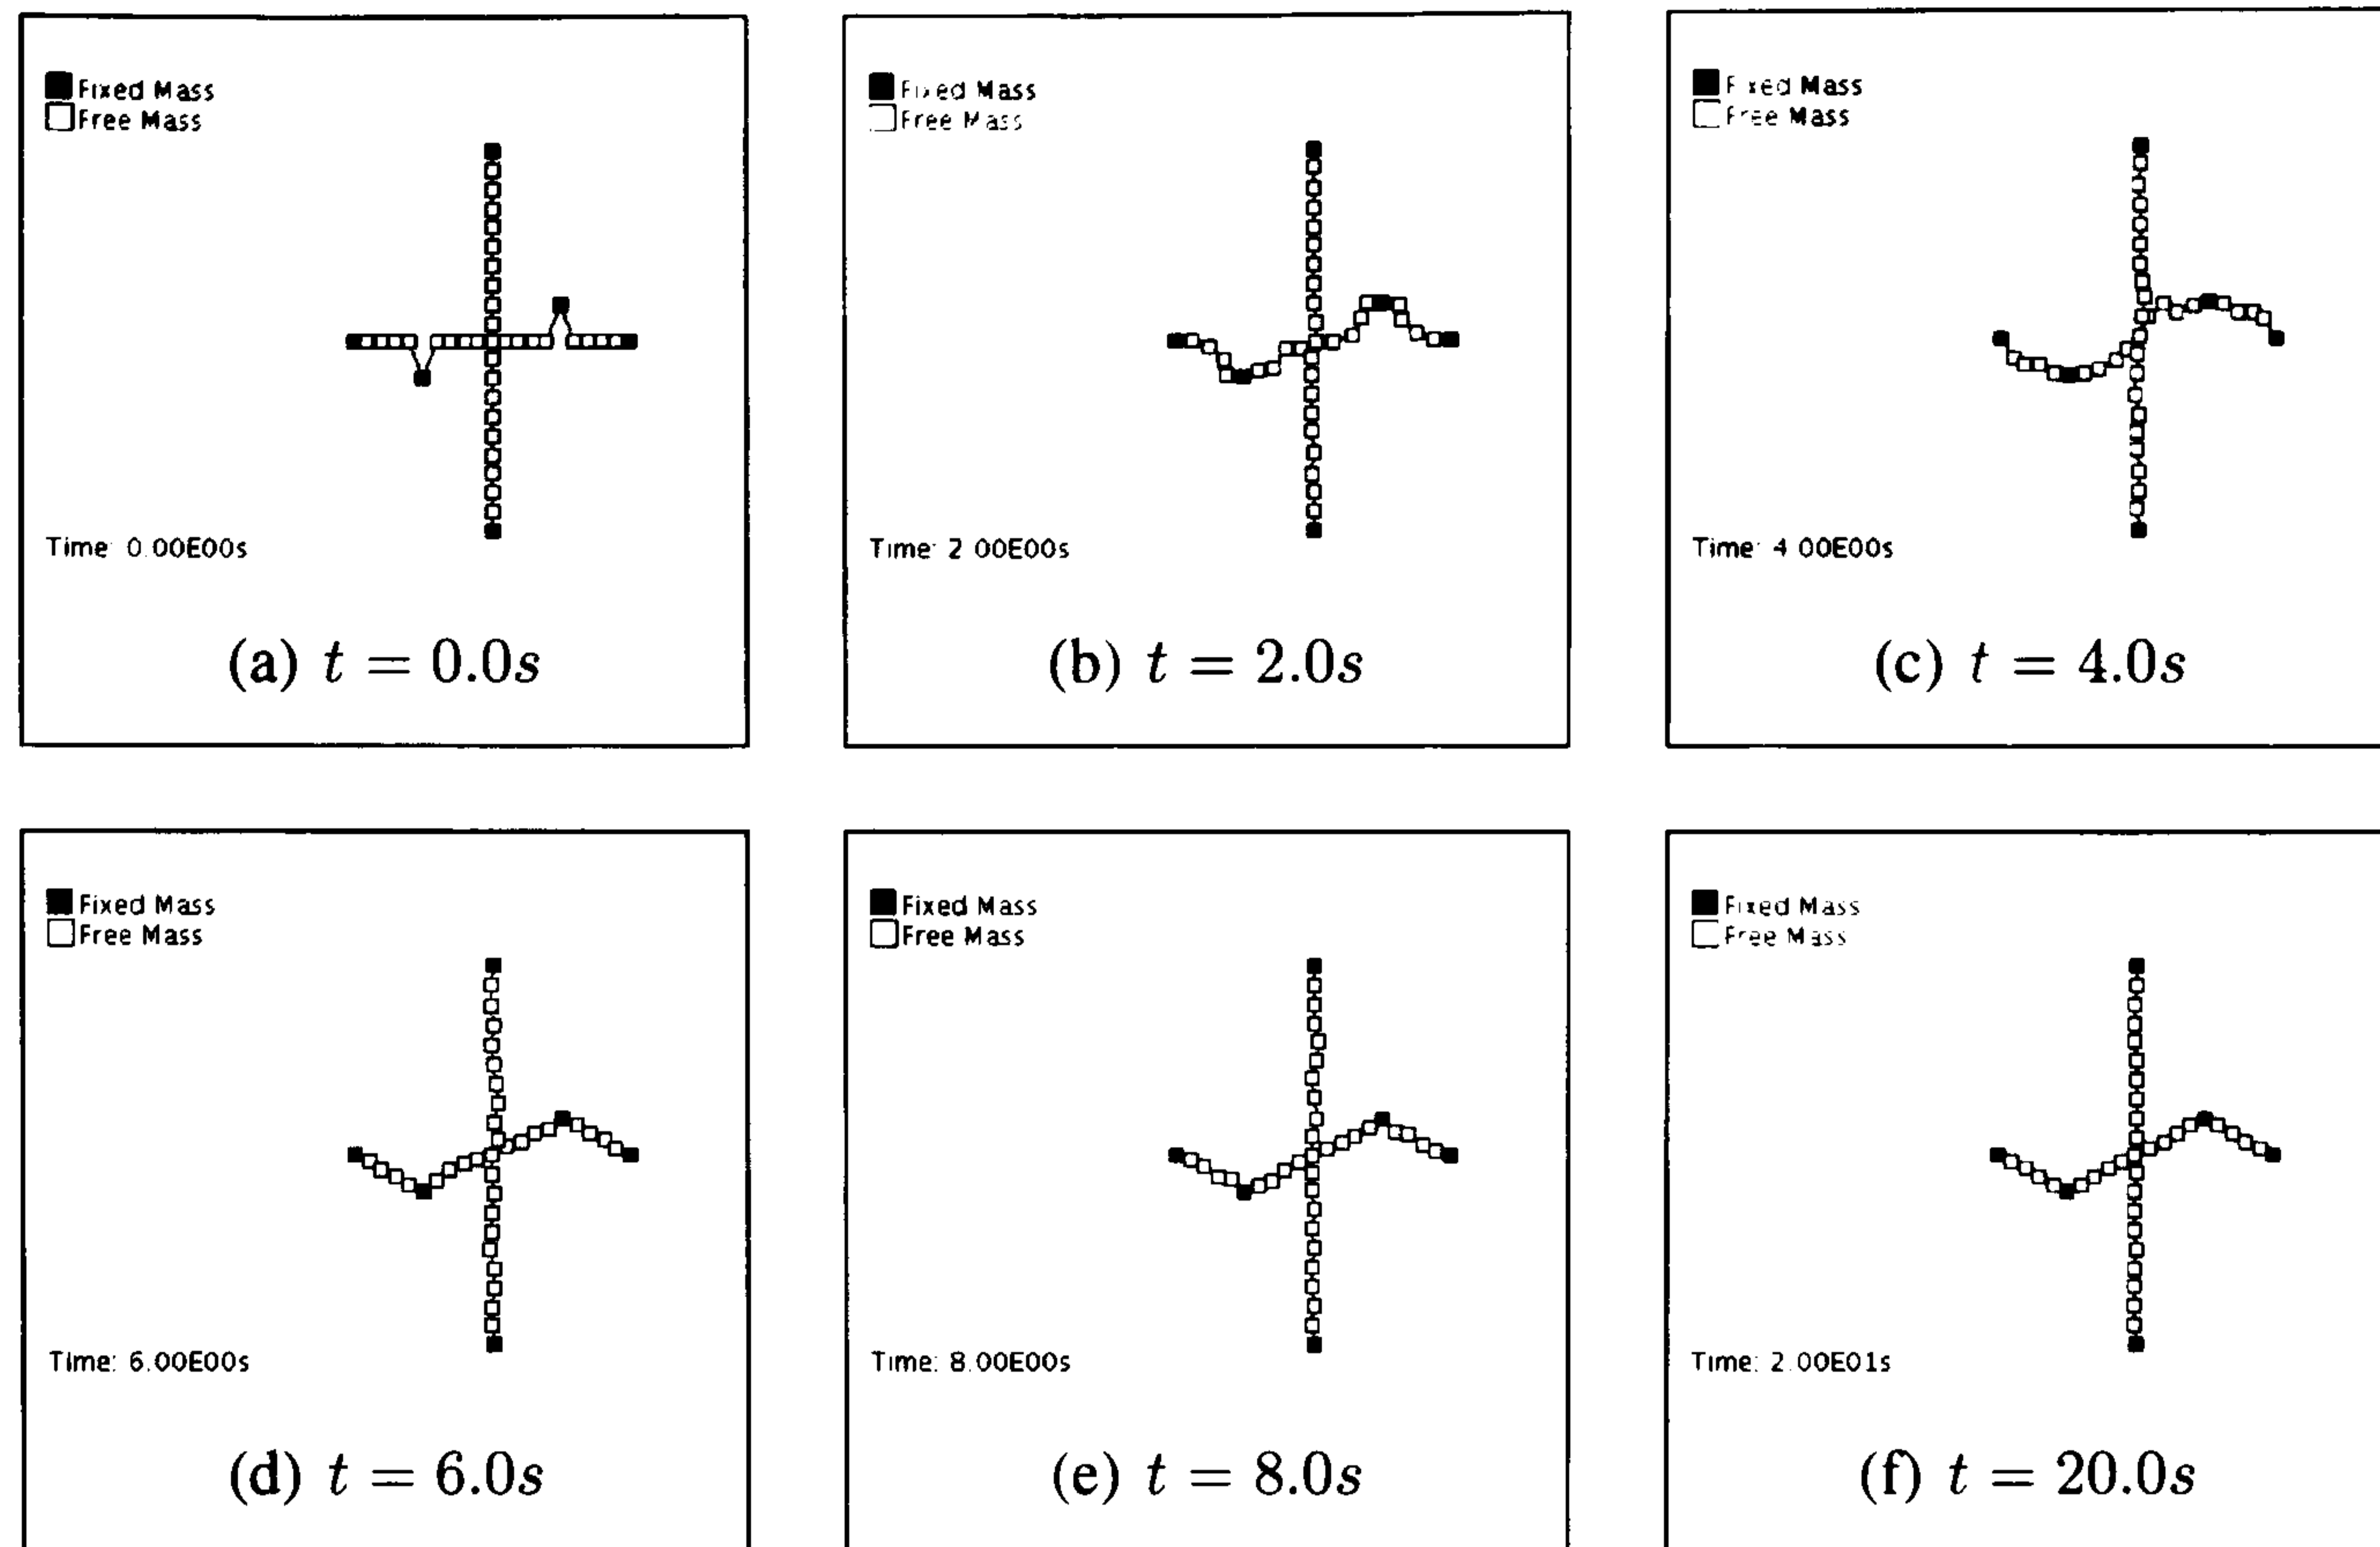 Fixed Mass
Free Mass
Time: 0.00E00s
(a) t = 0.0s
Fixed Mass
Free Mass
Time: 2.00E00s
(b) t = 2.0s
Fixed Mass
Free Mass
Time: 4.00E00s
(c) t = 4.0s
Fixed Mass
Free Mass
Time: 6.00E00s
(d) t = 6.0s
Fixed Mass
Free Mass
Time: 8.00E00s
(e) t = 8.0s
Fixed Mass
Free Mass
Time: 2.00E01s
(f) t = 20.0s